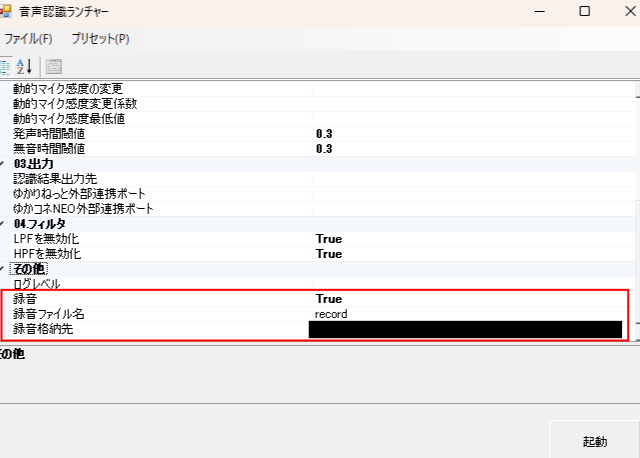 音声認識ランチャー
ファイル(F) プリセット(P)
動的マイク感度の変更
動的マイク感度変更係数
動的マイク感度最低値
発声時間閾値 0.3
無音時間閾値 0.3
03.出力
認識結果出力先
ゆかりねっと外部連携ポート
ゆかコネNEO外部連携ポート
04.フィルタ
LPFを無効化 True
HPFを無効化 True
その他
ログレベル
録音 True
録音ファイル名 record
録音格納先
その他
起動